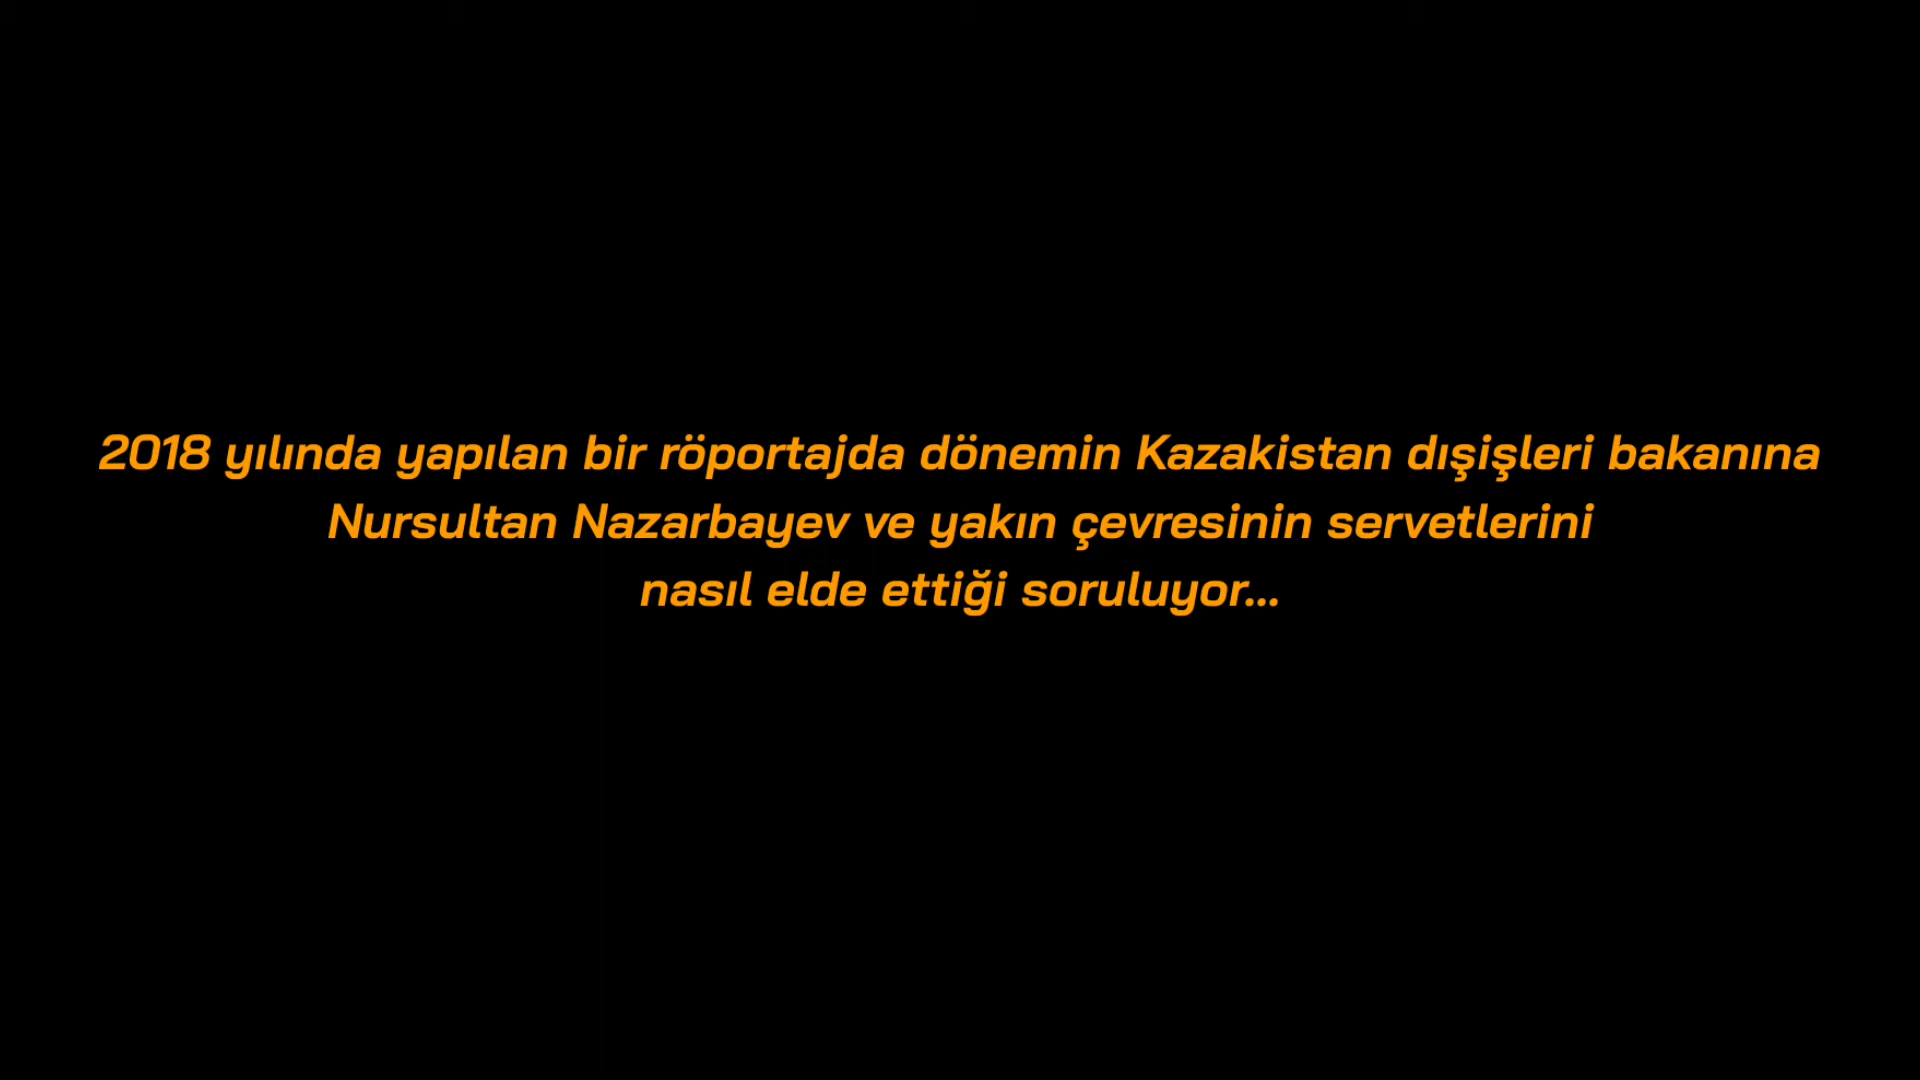 2018 yılında yapılan bir röportajda dönemin Kazakistan dışişleri bakanına
Nursultan Nazarbayev ve yakın çevresinin servetlerini
nasıl elde ettiği soruluyor...